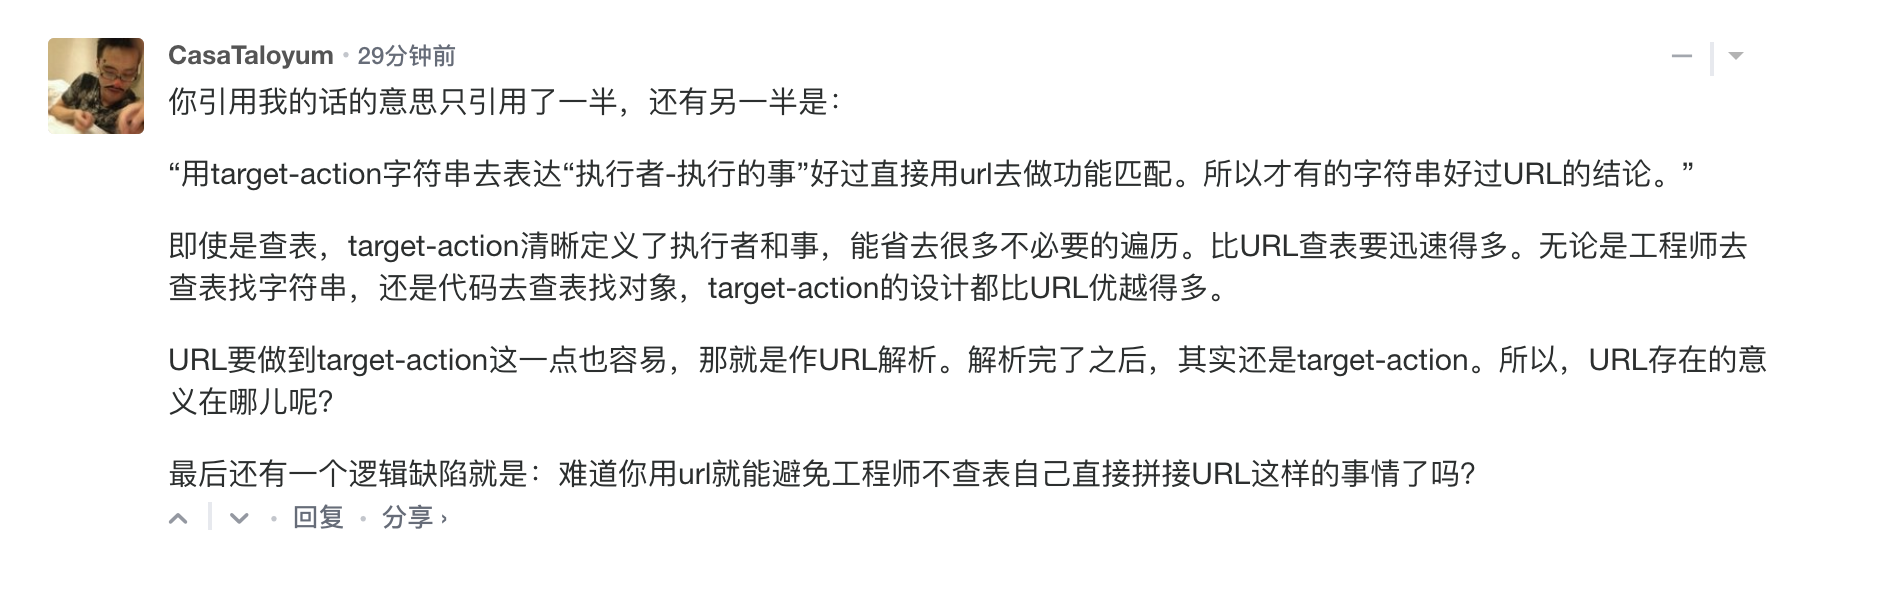 CasaTaloyum · 29分钟前
你引用我的话的意思只引用了一半，还有另一半是：
“用target-action字符串去表达“执行者-执行的事”好过直接用url去做功能匹配。所以才有的字符串好过URL的结论。”
即使是查表，target-action清晰定义了执行者和事，能省去很多不必要的遍历。比URL查表要迅速得多。无论是工程师去
查表找字符串，还是代码去查表找对象，target-action的设计都比URL优越得多。
URL要做到target-action这一点也容易，那就是作URL解析。解析完了之后，其实还是target-action。所以，URL存在的意
义在哪儿呢？
最后还有一个逻辑缺陷就是：难道你用url就能避免工程师不查表自己直接拼接URL这样的事情了吗？
· 回复 · 分享 ›